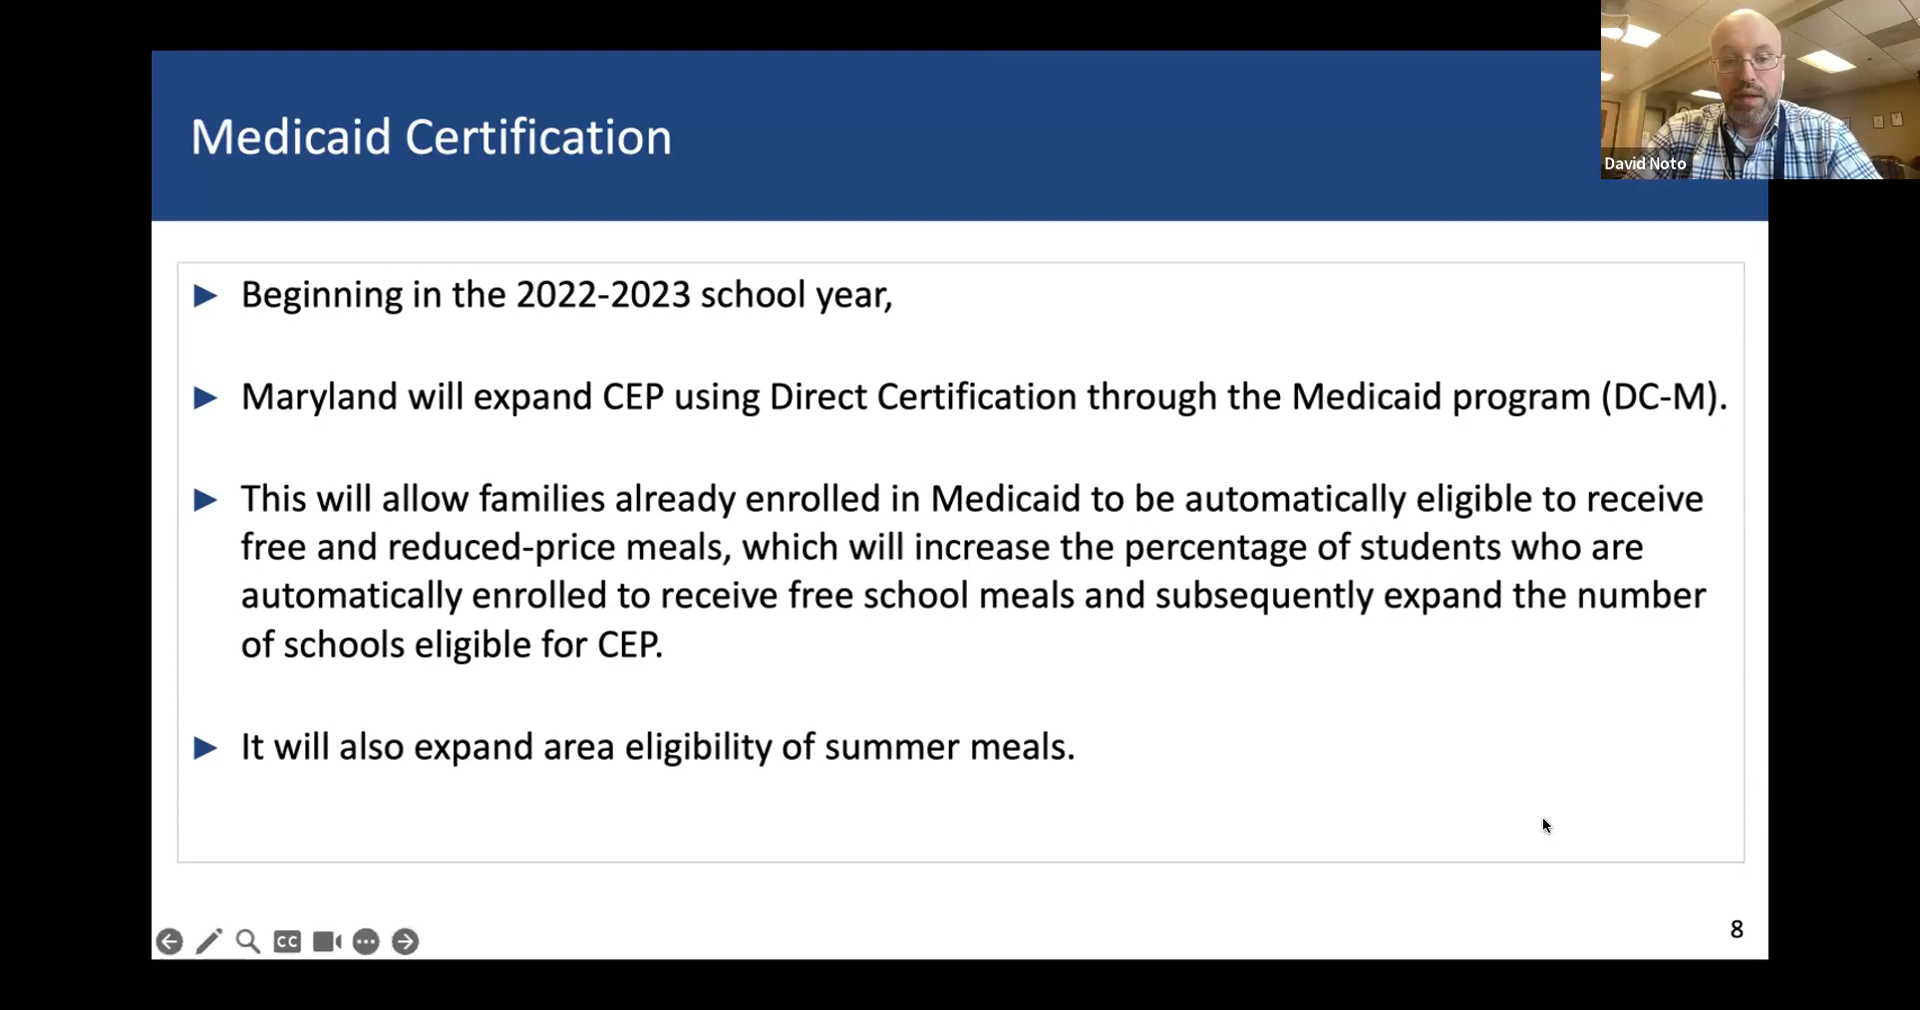 Medicaid Certification
David Noto
Beginning in the 2022-2023 school year,
Maryland will expand CEP using Direct Certification through the Medicaid program (DC-M).
This will allow families already enrolled in Medicaid to be automatically eligible to receive
free and reduced-price meals, which will increase the percentage of students who are
automatically enrolled to receive free school meals and subsequently expand the number
of schools eligible for CEP.
It will also expand area eligibility of summer meals.
CC
8